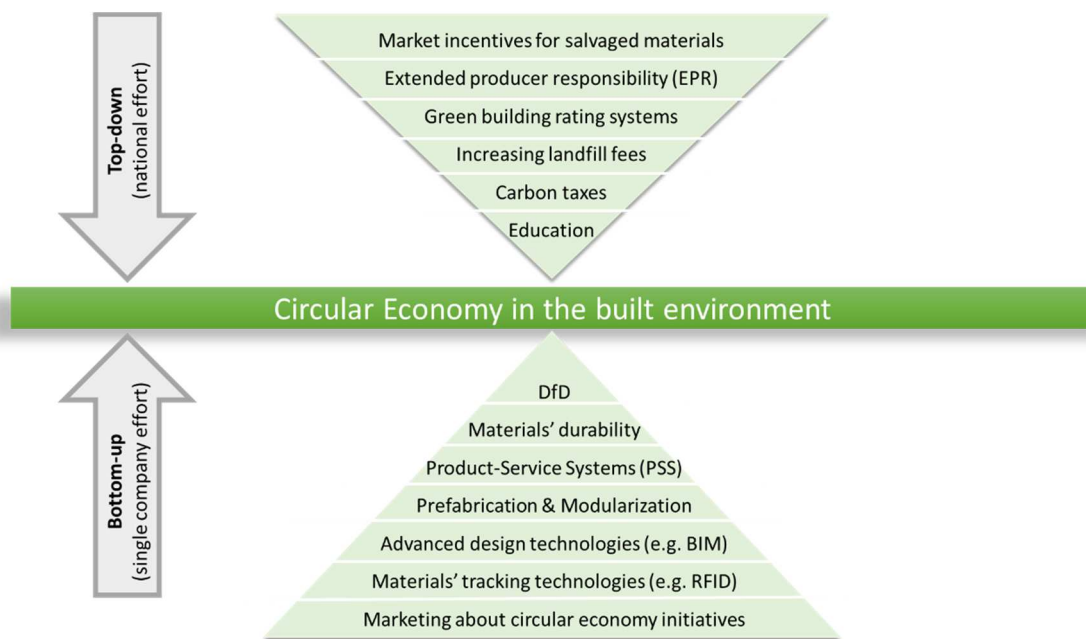 Top-down
(national effort)
Market incentives for salvaged materials
Extended producer responsibility (EPR)
Green building rating systems
Increasing landfill fees
Carbon taxes
Education
Circular Economy in the built environment
Bottom-up
(single company effort)
DfD
Materials’ durability
Product-Service Systems (PSS)
Prefabrication & Modularization
Advanced design technologies (e.g. BIM)
Materials’ tracking technologies (e.g. RFID)
Marketing about circular economy initiatives